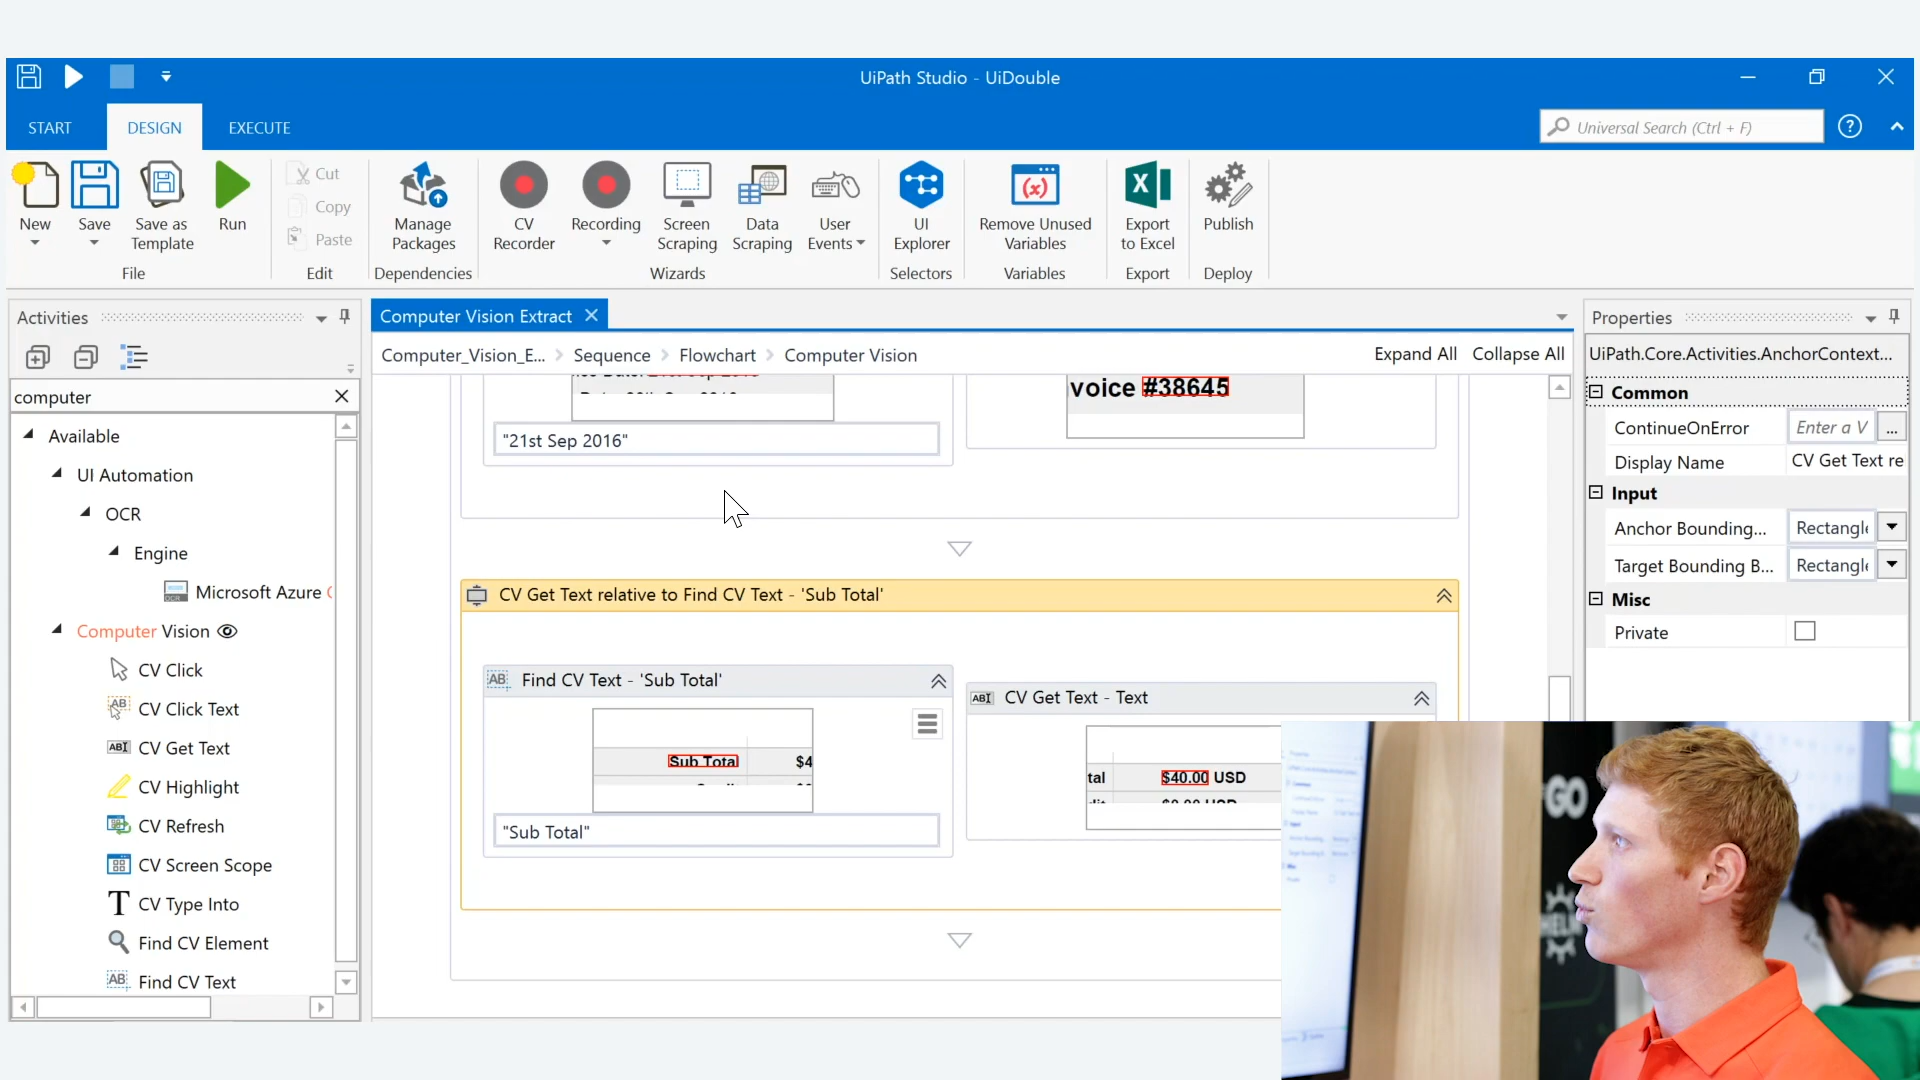 UiPath Studio - UiDouble
START
DESIGN
EXECUTE
Universal Search (Ctrl + F)
New
Save
Save as Template
Run
Cut
Copy
Paste
Manage Packages
CV Recorder
Recording
Screen Scraping
Data Scraping
User Events
UI Explorer
Remove Unused Variables
Export to Excel
Publish
File
Edit
Dependencies
Wizards
Selectors
Variables
Export
Deploy
Activities
computer
Available
UI Automation
OCR
Engine
Microsoft Azure
Computer Vision
CV Click
CV Click Text
CV Get Text
CV Highlight
CV Refresh
CV Screen Scope
CV Type Into
Find CV Element
Find CV Text
Computer Vision Extract
Computer_Vision_E... > Sequence > Flowchart > Computer Vision
Expand All
Collapse All
voice #38645
"21st Sep 2016"
CV Get Text relative to Find CV Text - 'Sub Total'
Find CV Text - 'Sub Total'
Sub Total
$4
"Sub Total"
CV Get Text - Text
tal $40.00 USD
Properties
UiPath.Core.Activities.AnchorContext...
Common
ContinueOnError
Enter a V
...
Display Name
CV Get Text re
Input
Anchor Bounding...
Rectangle
Target Bounding B...
Rectangle
Misc
Private
GO
HELP